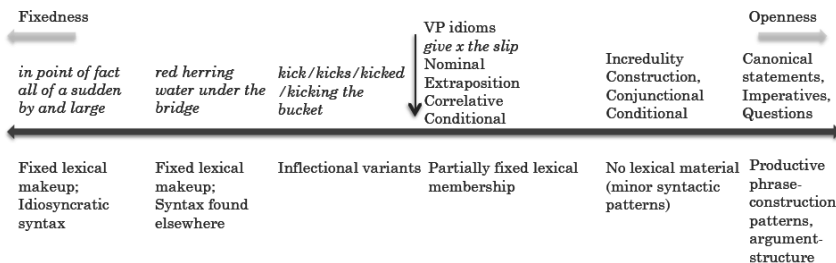 Fixedness
Openness
in point of fact
all of a sudden
by and large
red herring
water under the
bridge
kick/kicks/kicked
/kicking the
bucket
VP idioms
give x the slip
Nominal
Extraposition
Correlative
Conditional
Incredulity
Construction,
Conjunctional
Conditional
Canonical
statements,
Imperatives,
Questions
Fixed lexical
makeup;
Idiosyncratic
syntax
Fixed lexical
makeup;
Syntax found
elsewhere
Inflectional variants
Partially fixed lexical
membership
No lexical material
(minor syntactic
patterns)
Productive
phrase-
construction
patterns,
argument-
structure